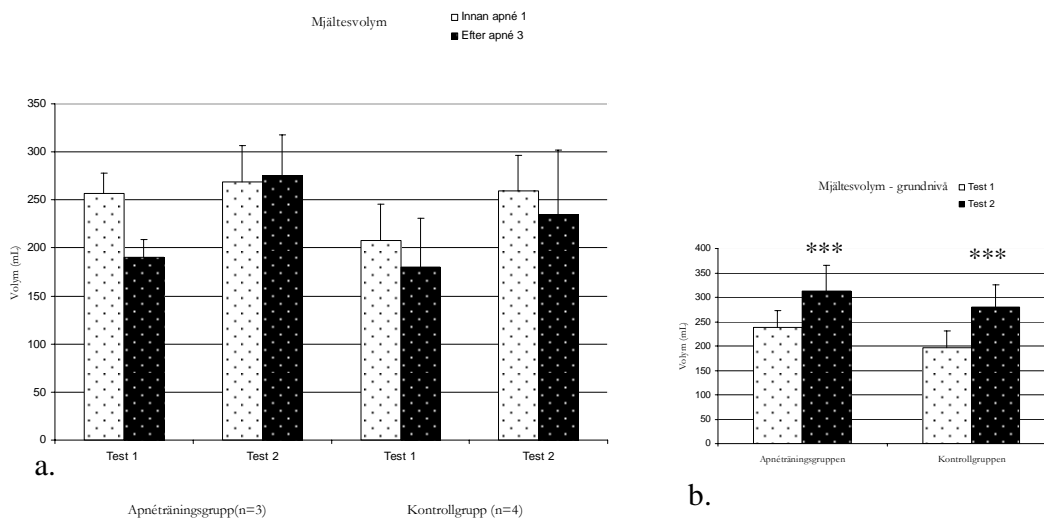 Mjältesvolym
Innan apné 1
Efter apné 3
Volym (mL)
350
300
250
200
150
100
50
0
Test 1 Test 2 Test 1 Test 2
a.
Apnéträningsgrupp(n=3) Kontrollgrupp (n=4)
Mjältesvolym - grundnivå
Test 1
Test 2
Volym (mL)
400
350
300
250
200
150
100
50
0
*** ***
Apnéträningsgruppen Kontrollgruppen
b.